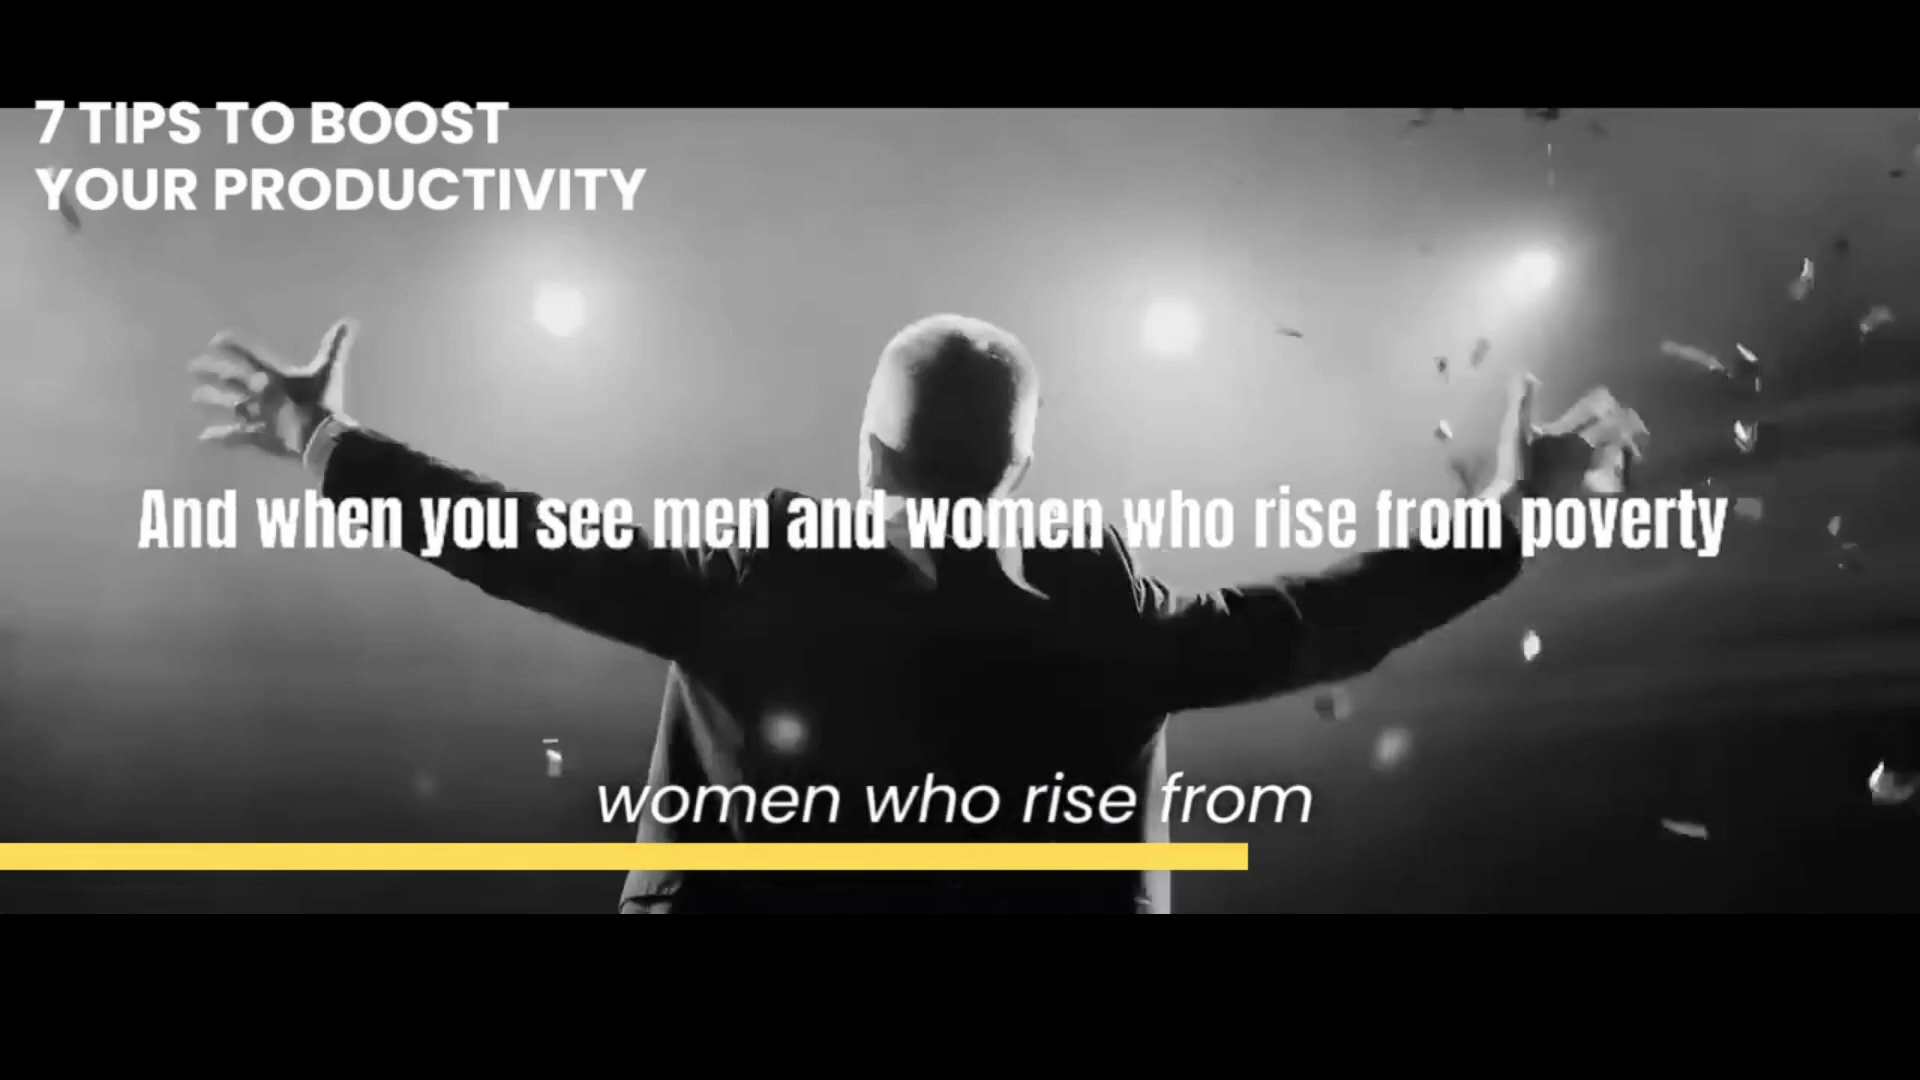 7 TIPS TO BOOST
YOUR PRODUCTIVITY
And when you see men and women who rise from poverty
women who rise from